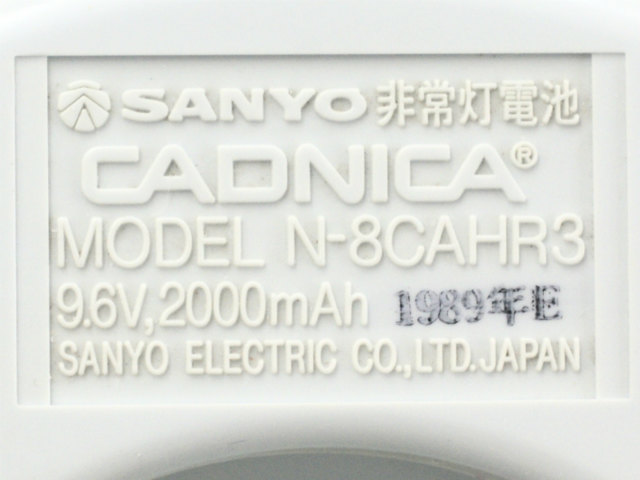 SANYO 非常灯電池
CADNICA®
MODEL N-8CAHR3
9.6V, 2000mAh 1989年E
SANYO ELECTRIC CO.,LTD. JAPAN